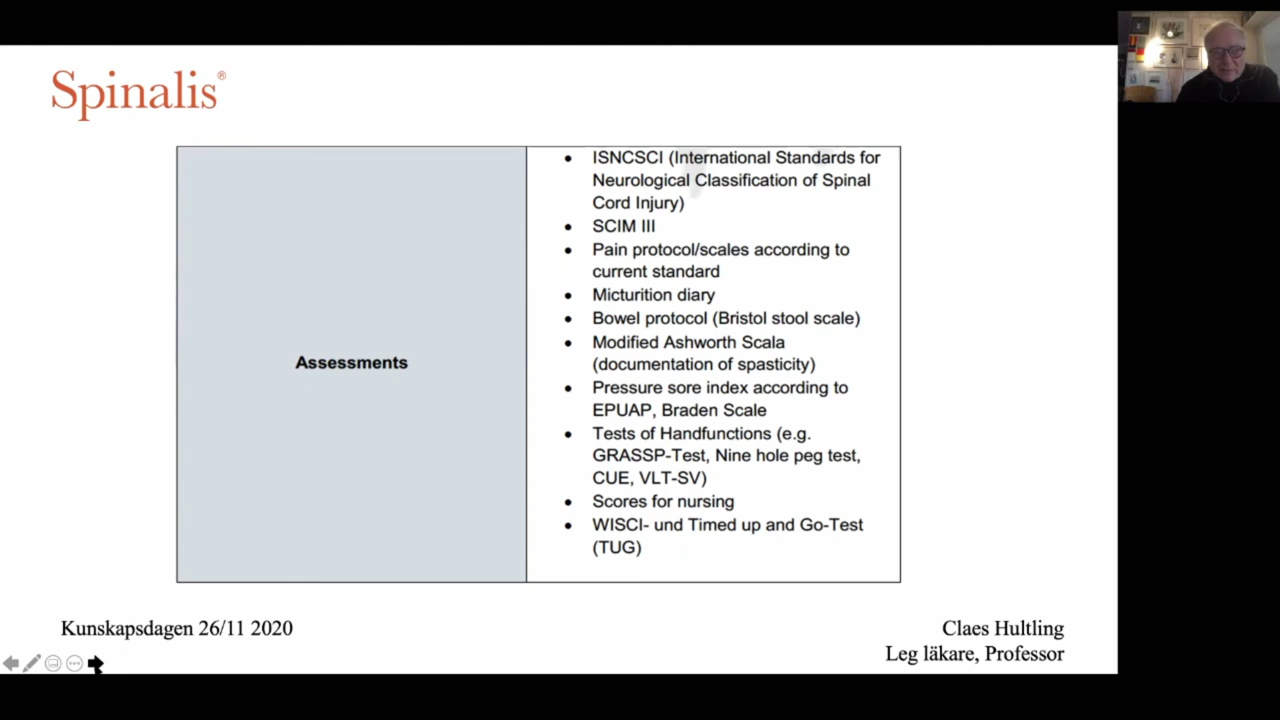 Spinalis®
• ISNCSCI (International Standards for
Neurological Classification of Spinal
Cord Injury)
• SCIM III
• Pain protocol/scales according to
current standard
• Micturition diary
• Bowel protocol (Bristol stool scale)
• Modified Ashworth Scala
(documentation of spasticity)
Assessments
• Pressure sore index according to
EPUAP, Braden Scale
• Tests of Handfunctions (e.g.
GRASSP-Test, Nine hole peg test,
CUE, VLT-SV)
• Scores for nursing
• WISCI- und Timed up and Go-Test
(TUG)
Kunskapsdagen 26/11 2020
Claes Hultling
Leg läkare, Professor